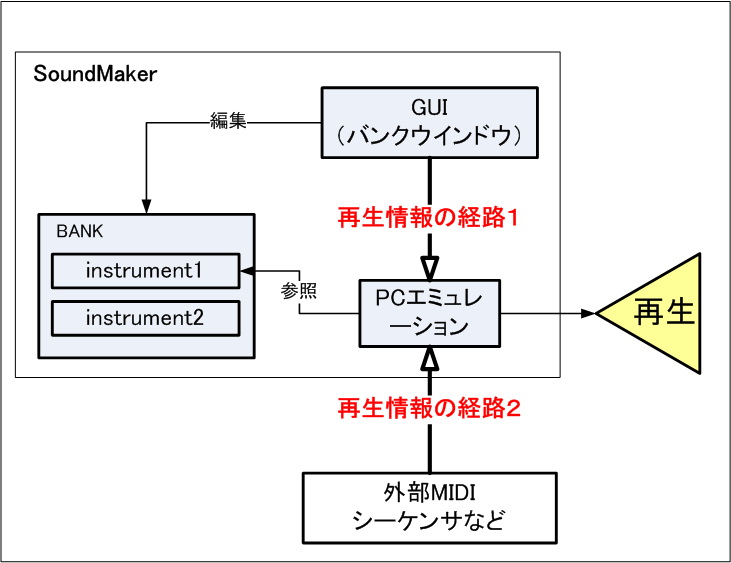 SoundMaker
GUI
（バンクウインドウ）
編集
再生情報の経路１
BANK
instrument1
instrument2
参照
PCエミュレ
ーション
再生
再生情報の経路２
外部MIDI
シーケンサなど